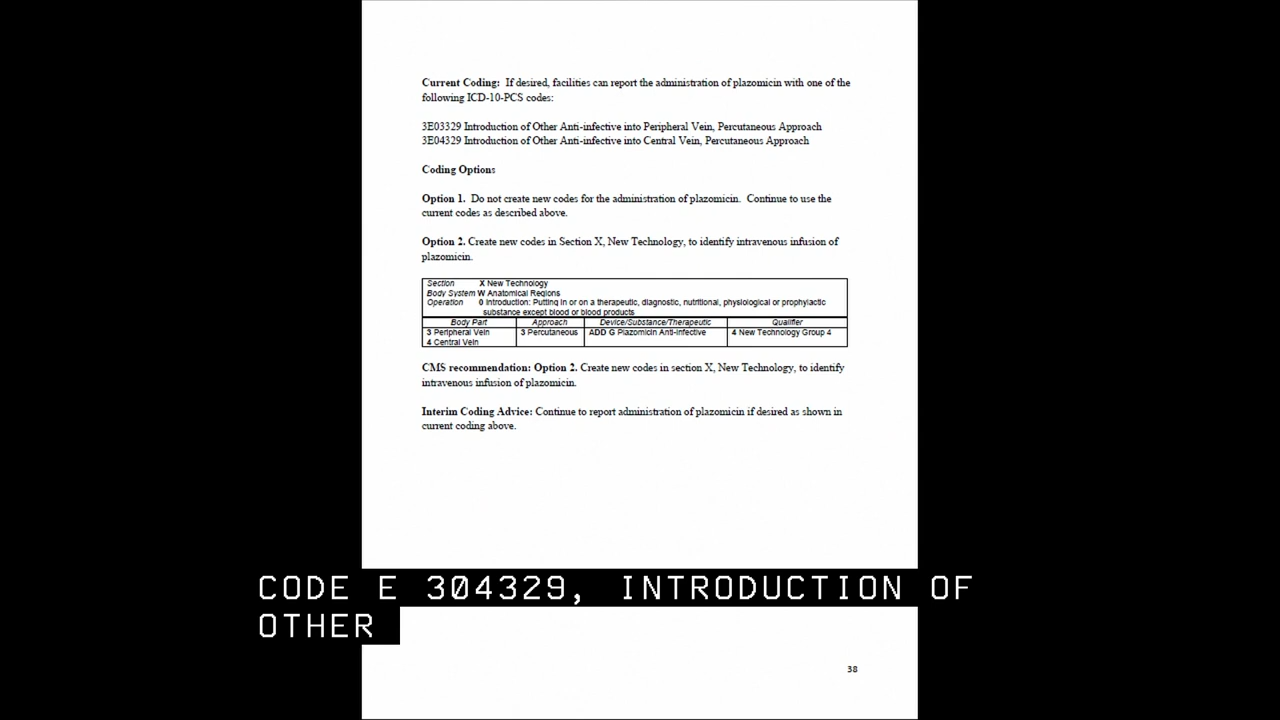 Current Coding: If desired, facilities can report the administration of plazomicin with one of the
following ICD-10-PCS codes:
3E03329 Introduction of Other Anti-infective into Peripheral Vein, Percutaneous Approach
3E04329 Introduction of Other Anti-infective into Central Vein, Percutaneous Approach
Coding Options
Option 1. Do not create new codes for the administration of plazomicin. Continue to use the
current codes as described above.
Option 2. Create new codes in Section X, New Technology, to identify intravenous infusion of
plazomicin.
Section X New Technology
Body System W Anatomical Regions
Operation 0 Introduction: Putting in or on a therapeutic, diagnostic, nutritional, physiological or prophylactic
substance except blood or blood products
Body Part Approach Device/Substance/Therapeutic Qualifier
3 Peripheral Vein 3 Percutaneous ADD G Plazomicin Anti-infective 4 New Technology Group 4
4 Central Vein
CMS recommendation: Option 2. Create new codes in section X, New Technology, to identify
intravenous infusion of plazomicin.
Interim Coding Advice: Continue to report administration of plazomicin if desired as shown in
current coding above.
CODE E 304329, INTRODUCTION OF
OTHER
38